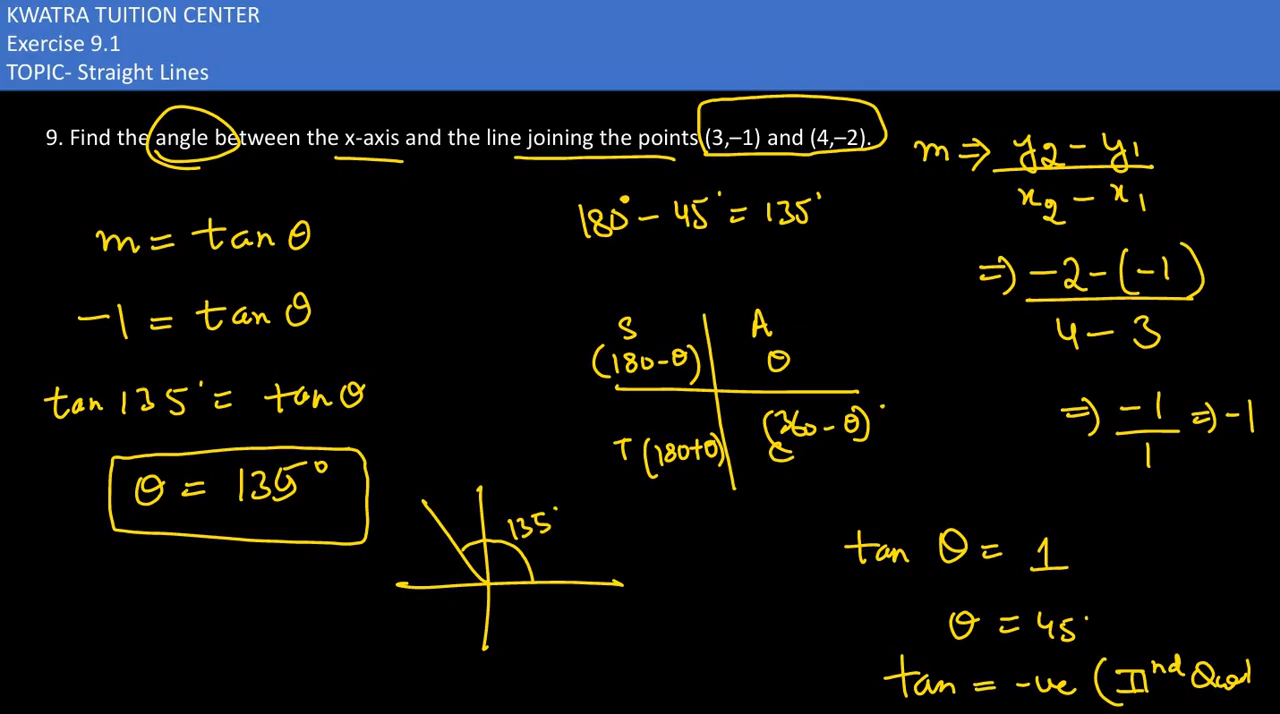 KWATRA TUITION CENTER
Exercise 9.1
TOPIC- Straight Lines
9. Find the angle between the x-axis and the line joining the points (3,–1) and (4,–2).
m ⇒ y2 - y1
x2 - x1
⇒ -2-(-1)
4 - 3
⇒ -1 ⇒ -1
1
m = tan θ
-1 = tan θ
tan 135° = tan θ
θ = 135°
180° - 45° = 135°
S A
(180-θ) θ
T (180+θ) (360-θ)°
C
135°
tan θ = 1
θ = 45°
tan = -ve (IInd Quad